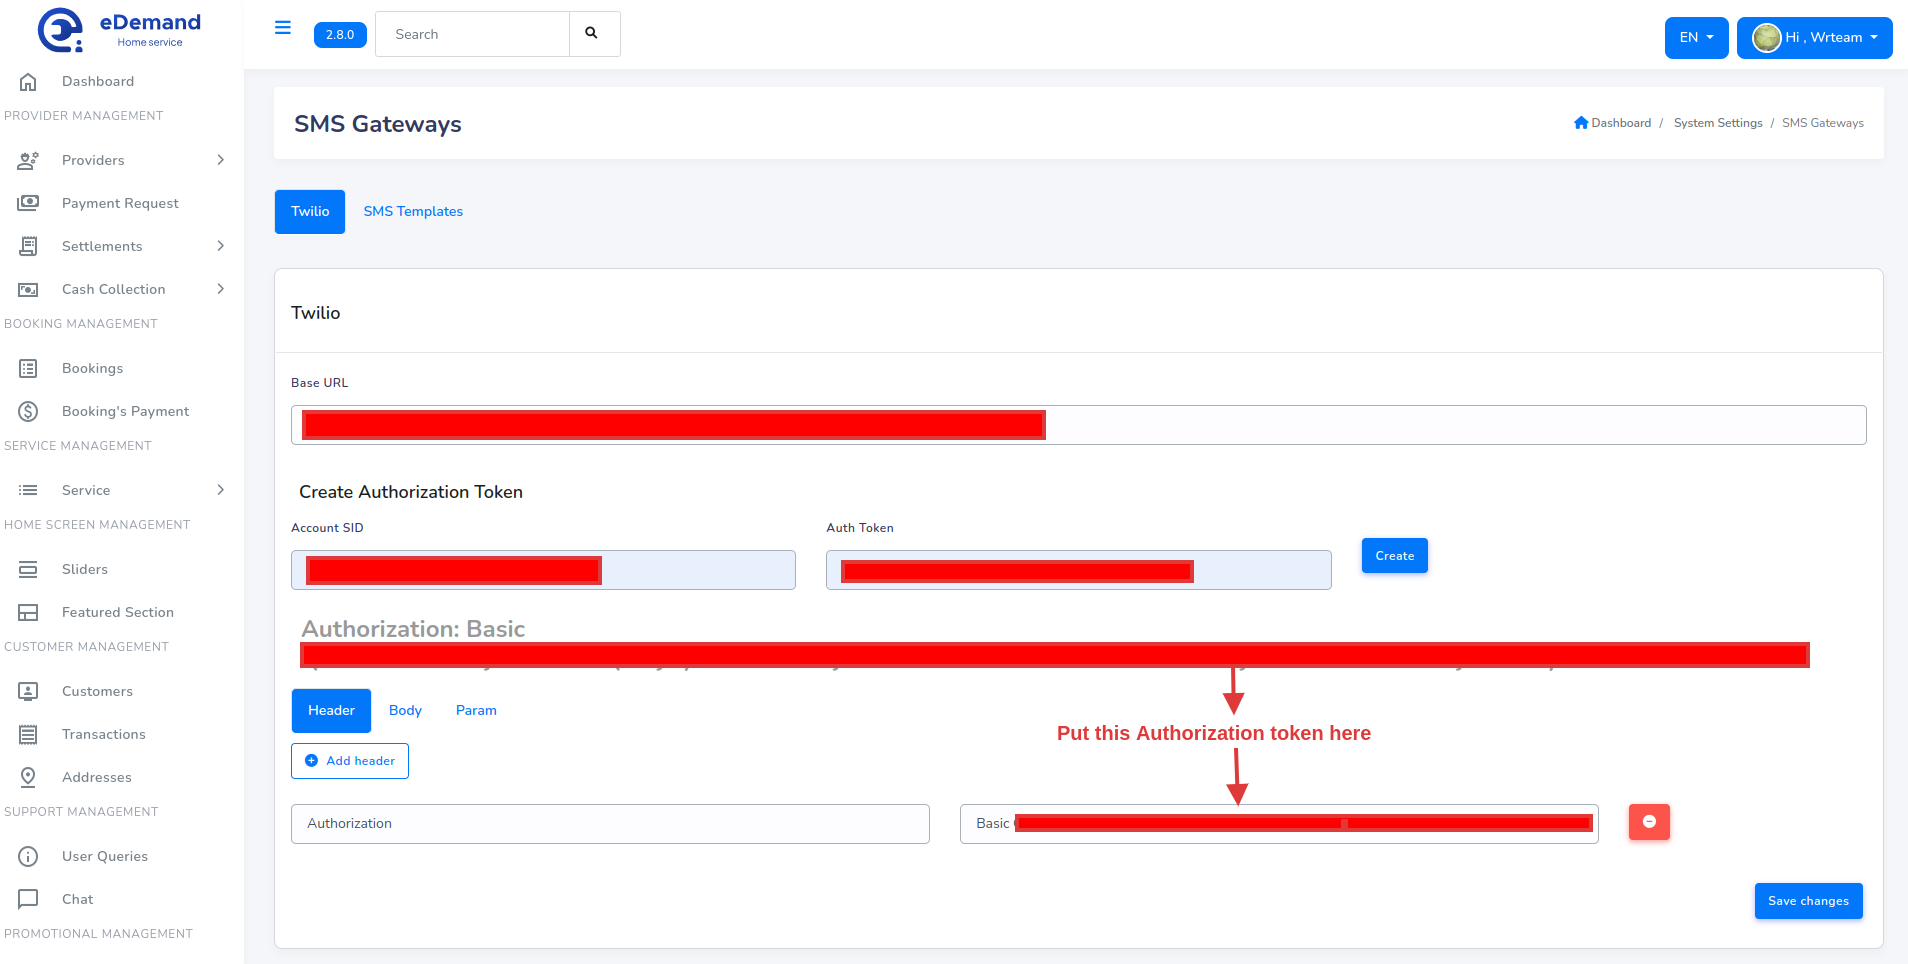 eDemand
Home service
Dashboard
PROVIDER MANAGEMENT
Providers
Payment Request
Settlements
Cash Collection
BOOKING MANAGEMENT
Bookings
Booking's Payment
SERVICE MANAGEMENT
Service
HOME SCREEN MANAGEMENT
Sliders
Featured Section
CUSTOMER MANAGEMENT
Customers
Transactions
Addresses
SUPPORT MANAGEMENT
User Queries
Chat
PROMOTIONAL MANAGEMENT
2.8.0
Search
EN
Hi , Wrteam
SMS Gateways
Dashboard / System Settings / SMS Gateways
Twilio
SMS Templates
Twilio
Base URL
Create Authorization Token
Account SID
Auth Token
Create
Authorization: Basic
Header
Body
Param
Put this Authorization token here
Add header
Authorization
Basic
Save changes